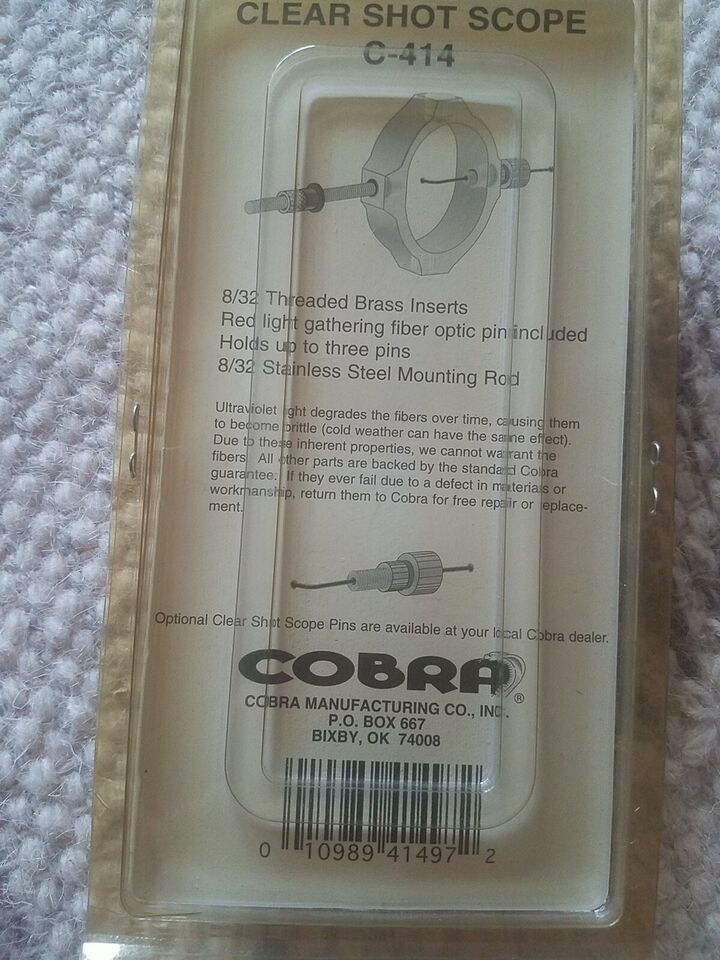 CLEAR SHOT SCOPE
C-414
8/32 Threaded Brass Inserts
Red light gathering fiber optic pin included
Holds up to three pins
8/32 Stainless Steel Mounting Rod
Ultraviolet light degrades the fibers over time, causing them
to become brittle (cold weather can have the same effect).
Due to these inherent properties, we cannot warrant the
fibers. All other parts are backed by the standard Cobra
guarantee. If they ever fail due to a defect in materials or
workmanship, return them to Cobra for free repair or replace-
ment.
Optional Clear Shot Scope Pins are available at your local Cobra dealer.
COBRA ®
COBRA MANUFACTURING CO., INC.
P.O. BOX 667
BIXBY, OK 74008
0 10989 41497 2